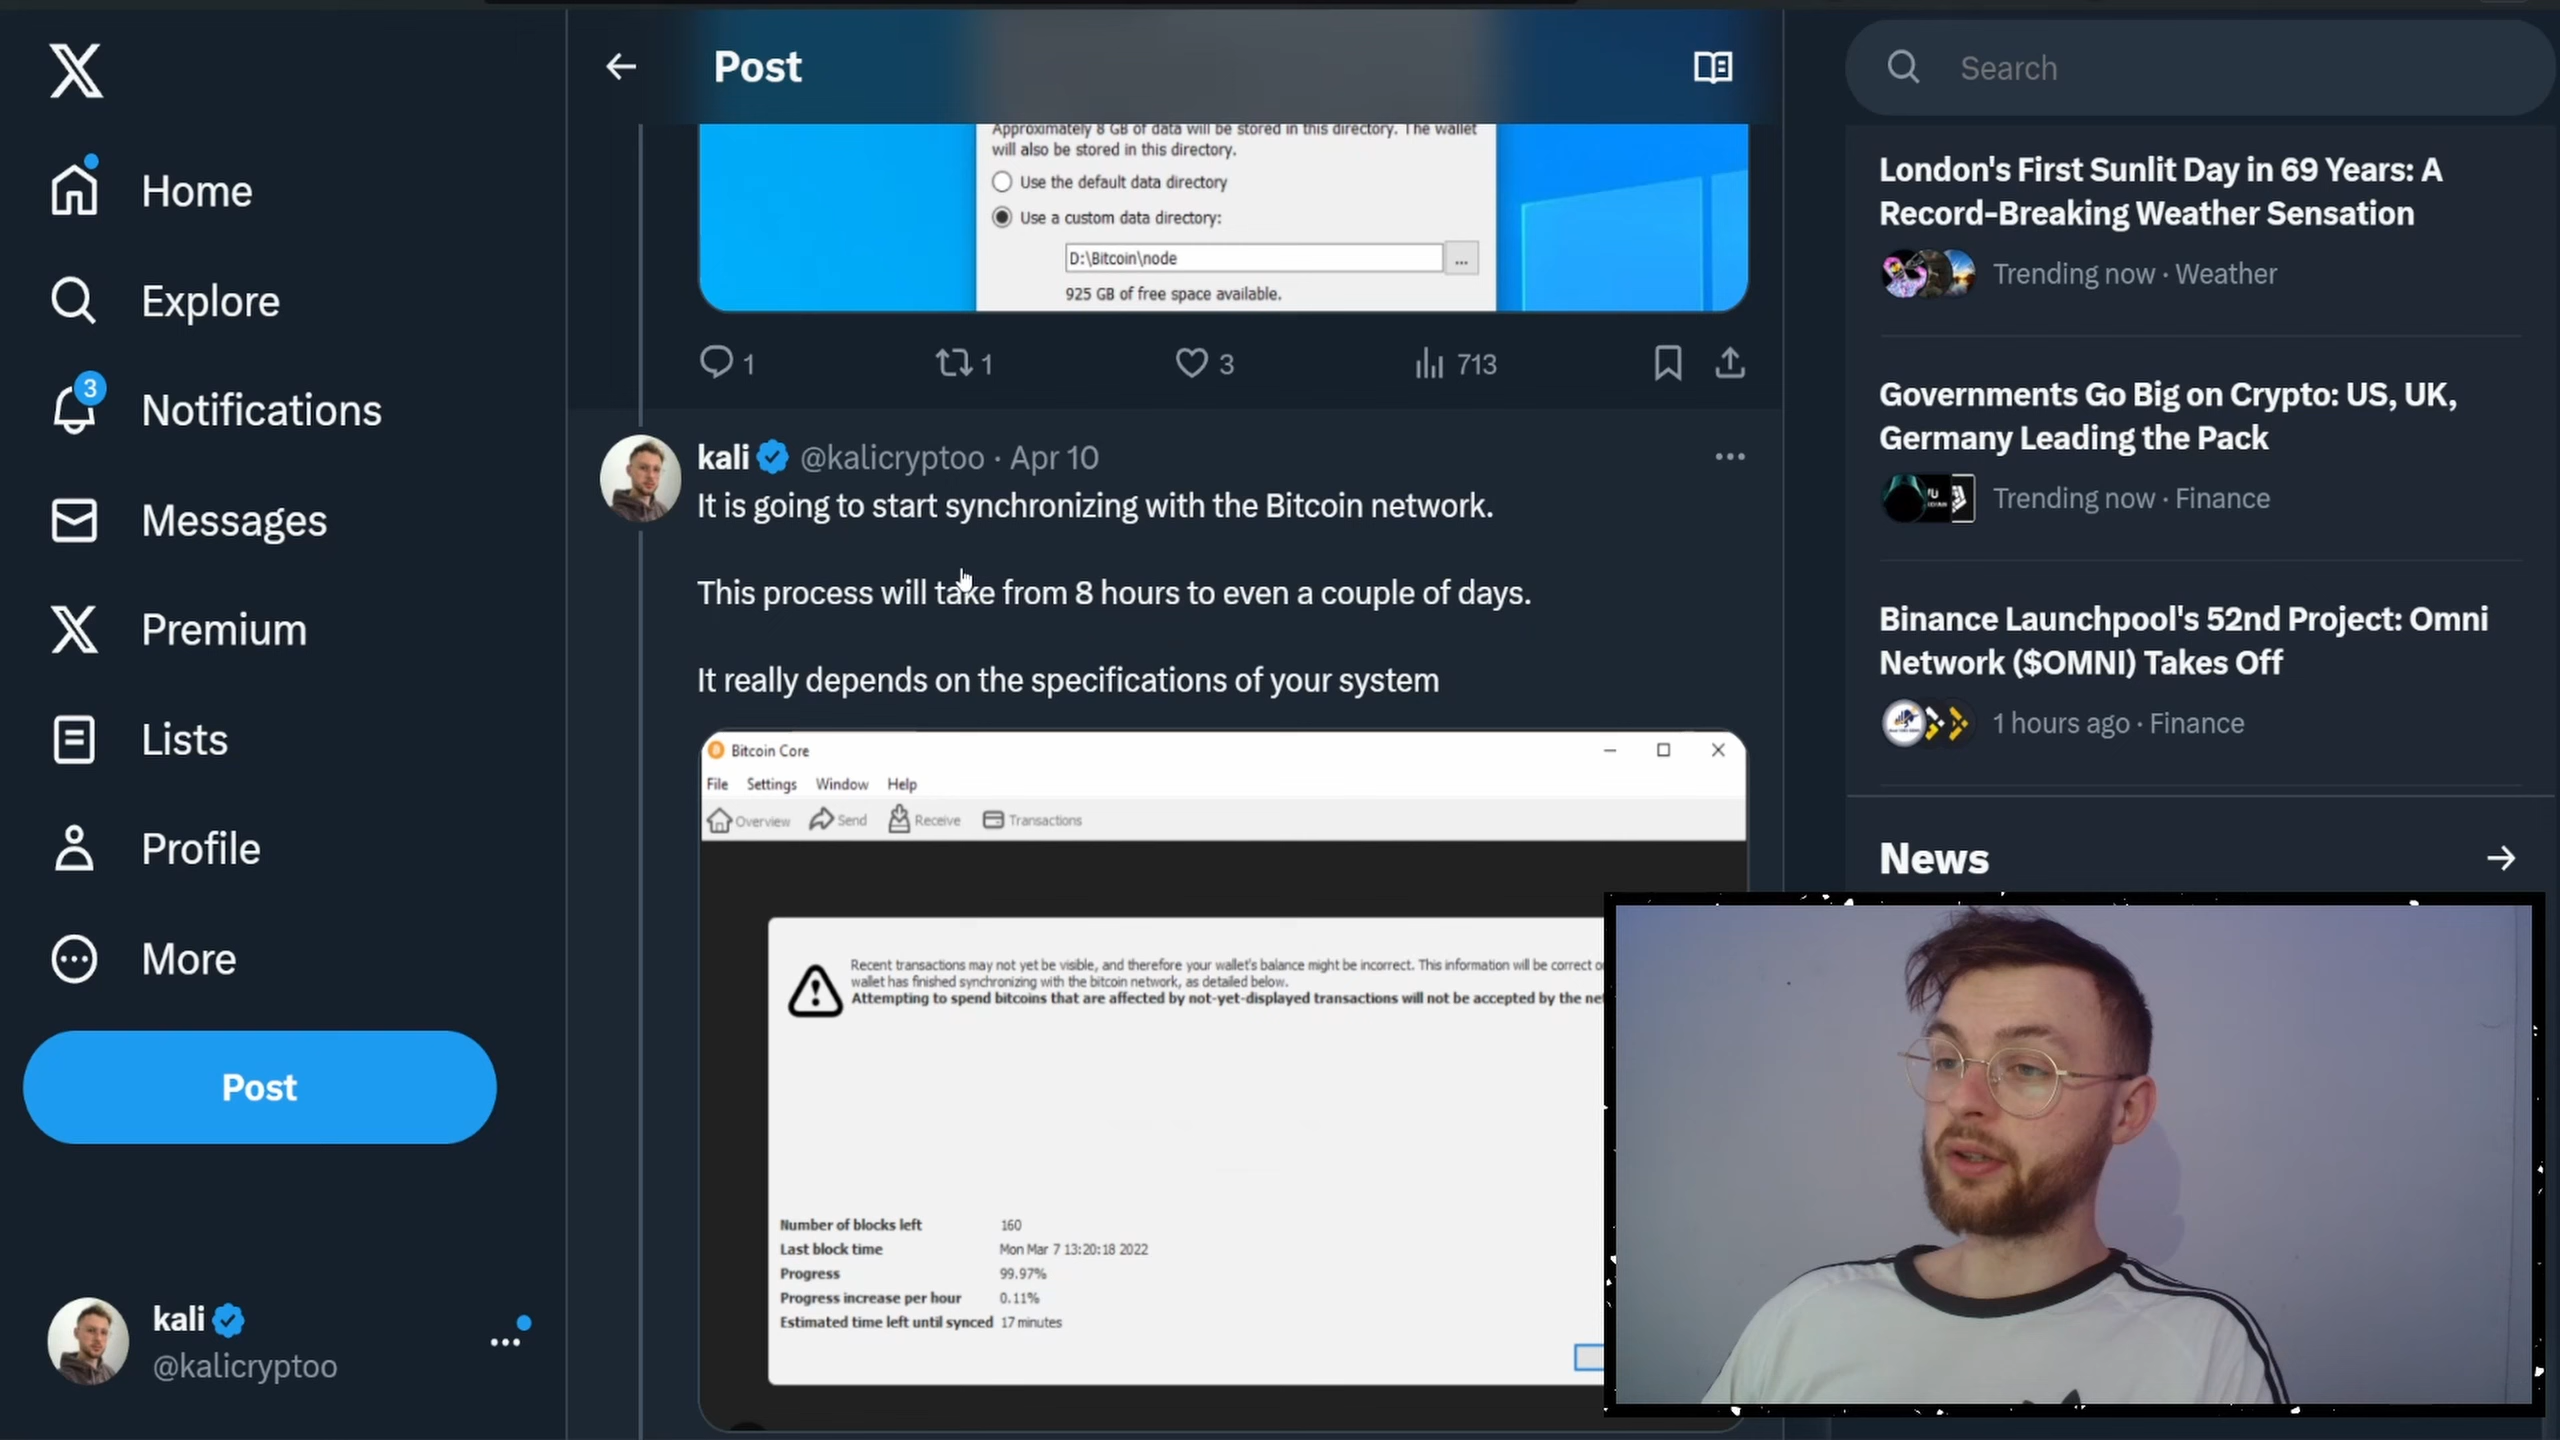 Home
Explore
3
Notifications
Messages
Premium
Lists
Profile
More
Post
kali
@kalicryptoo
Post
Approximately 8 GB of data will be stored in this directory. The wallet
will also be stored in this directory.
Use the default data directory
Use a custom data directory:
D:\Bitcoin\node
...
925 GB of free space available.
1
1
3
713
kali @kalicryptoo · Apr 10
It is going to start synchronizing with the Bitcoin network.
This process will take from 8 hours to even a couple of days.
It really depends on the specifications of your system
Bitcoin Core
File Settings Window Help
Overview Send Receive Transactions
Recent transactions may not yet be visible, and therefore your wallet's balance might be incorrect. This information will be correct
wallet has finished synchronizing with the bitcoin network, as detailed below.
Attempting to spend bitcoins that are affected by not-yet-displayed transactions will not be accepted by the
Number of blocks left 160
Last block time Mon Mar 7 13:20:18 2022
Progress 99.97%
Progress increase per hour 0.11%
Estimated time left until synced 17 minutes
Search
London's First Sunlit Day in 69 Years: A
Record-Breaking Weather Sensation
Trending now · Weather
Governments Go Big on Crypto: US, UK,
Germany Leading the Pack
Trending now · Finance
Binance Launchpool's 52nd Project: Omni
Network ($OMNI) Takes Off
1 hours ago · Finance
News